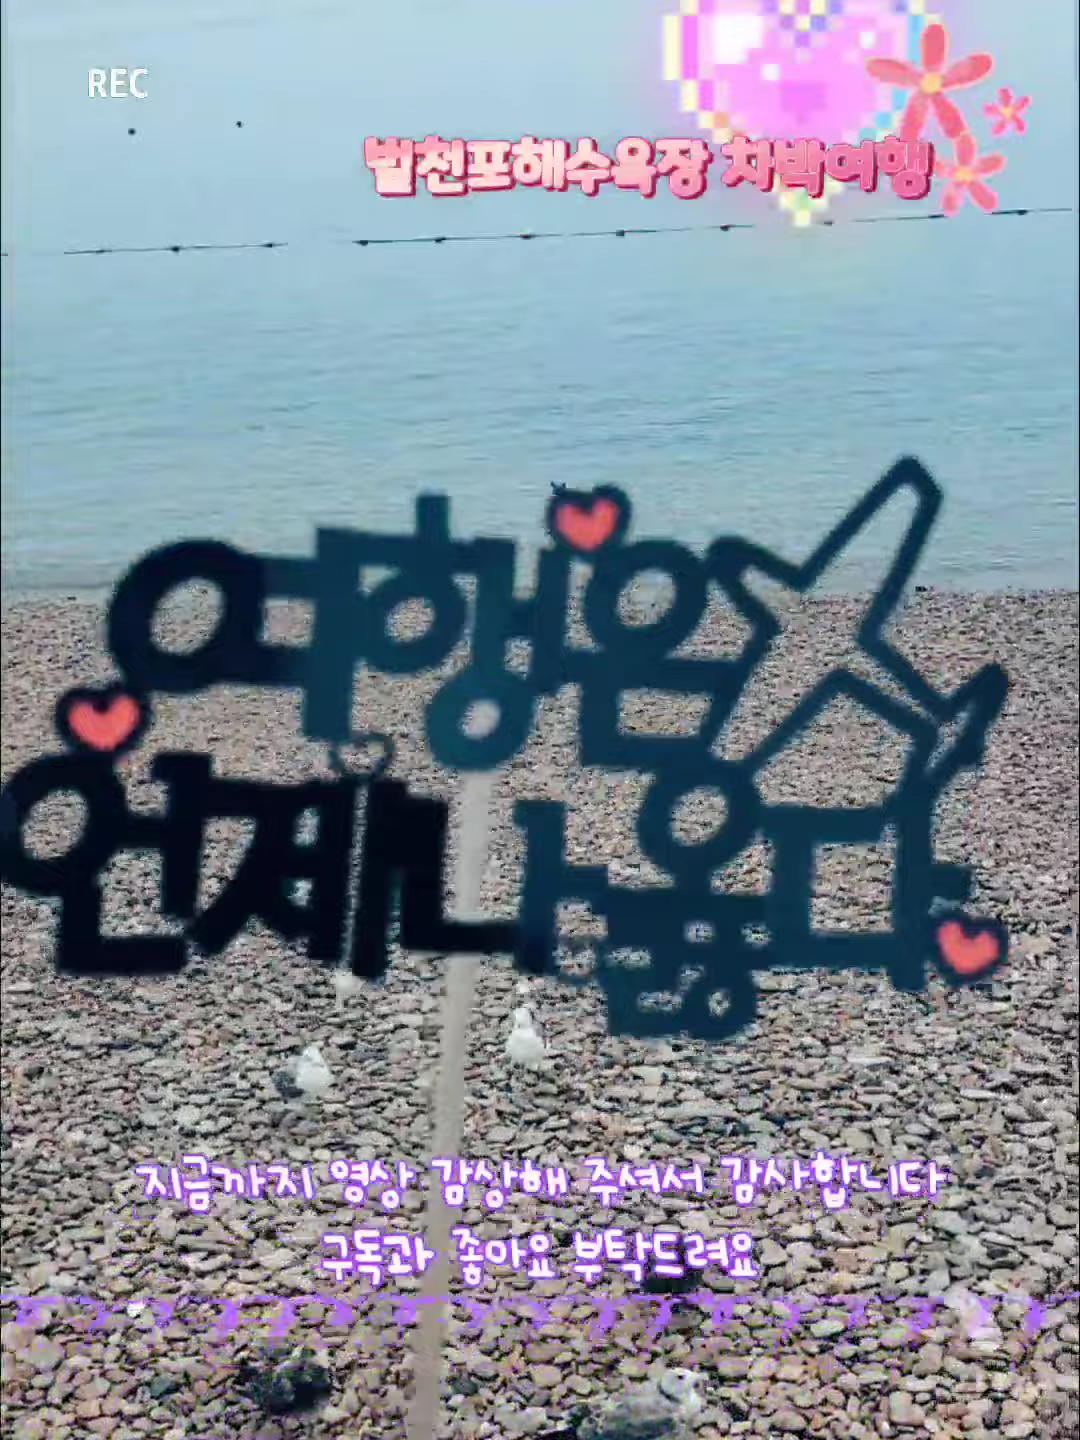 REC
벌천포해수욕장 차박여행
여행은
언제나 옳다
지금까지 영상 감상해 주셔서 감사합니다
구독과 좋아요 부탁드려요